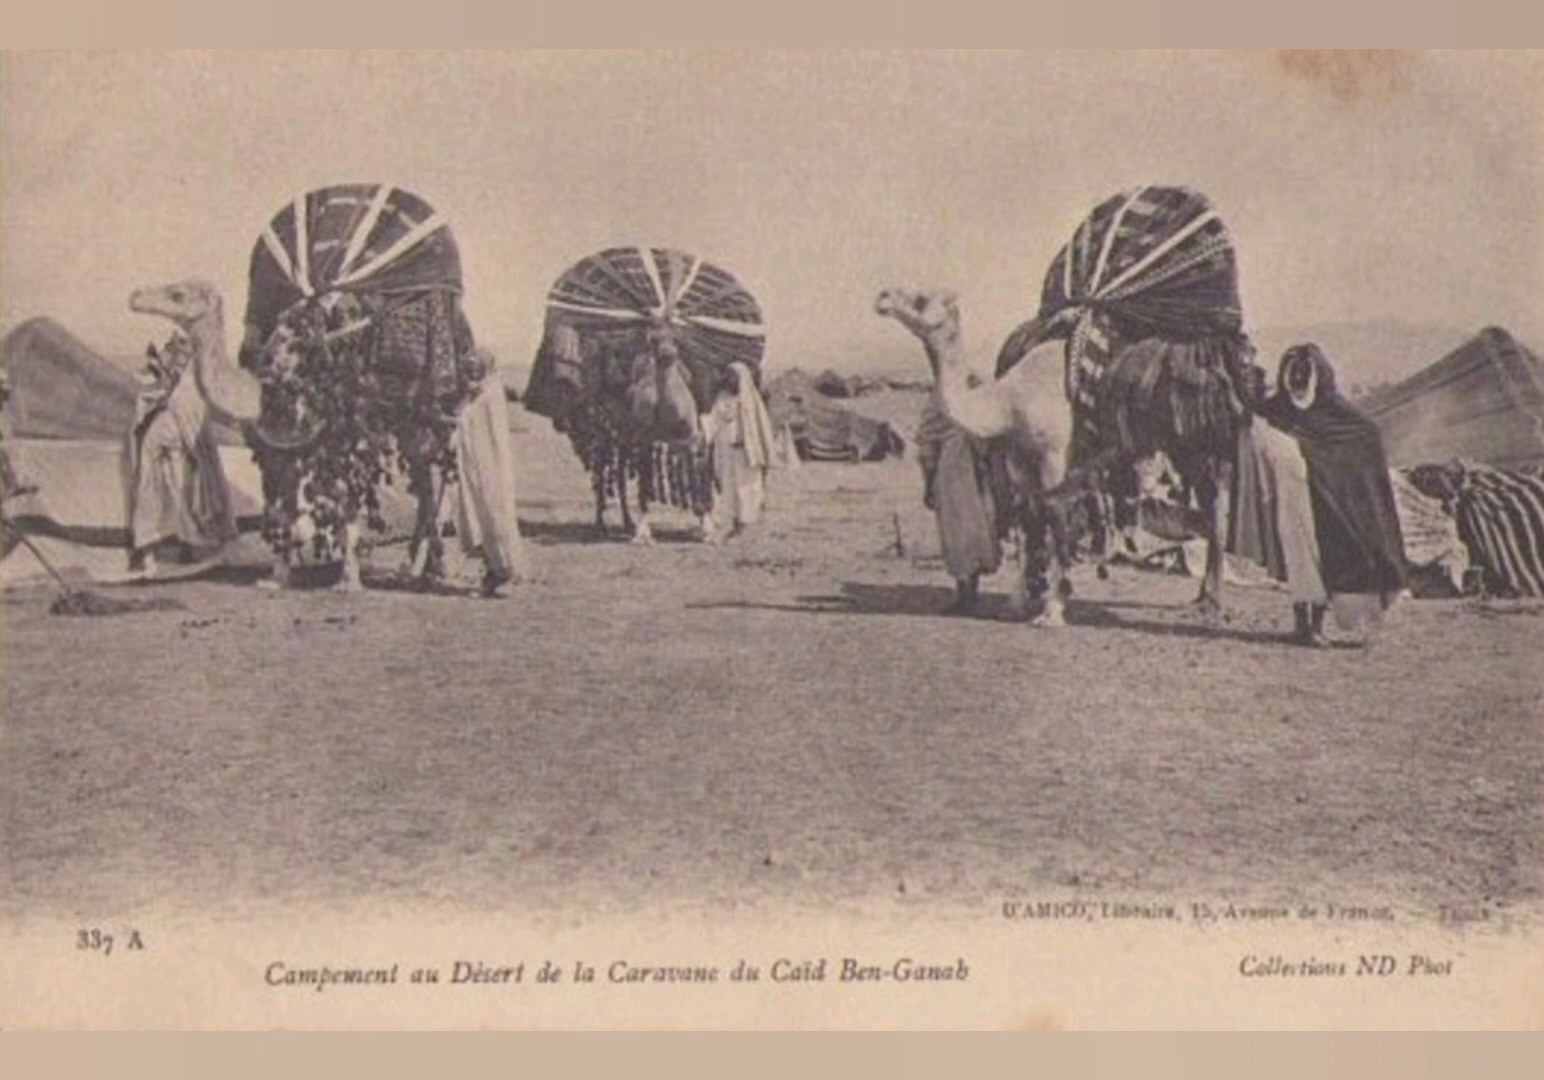 D'AMICO, Libraire, 15, Avenue de France. — Tunis
337 A
Campement au Désert de la Caravane du Caïd Ben-Ganah
Collections ND Phot